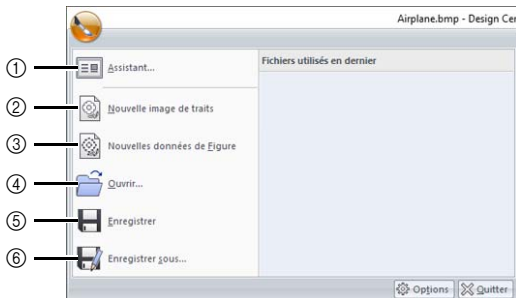 Airplane.bmp - Design Cen
① Assistant...
Fichiers utilisés en dernier
② Nouvelle image de traits
③ Nouvelles données de Figure
④ Ouvrir...
⑤ Enregistrer
⑥ Enregistrer sous...
Options Quitter